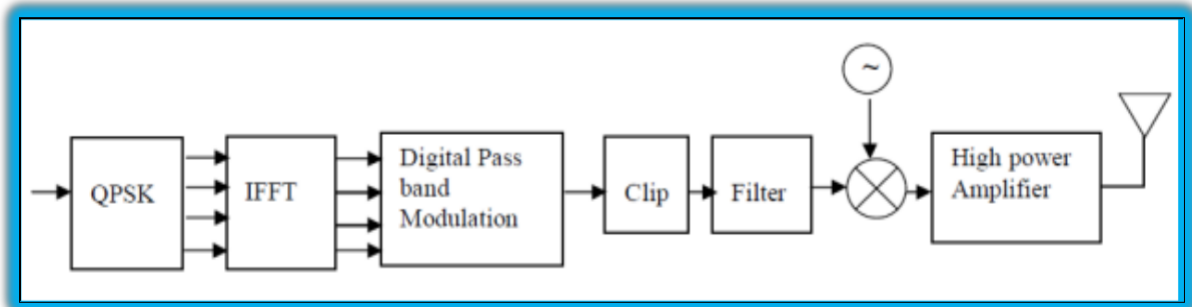 QPSK
IFFT
Digital Pass
band
Modulation
Clip
Filter
~
High power
Amplifier